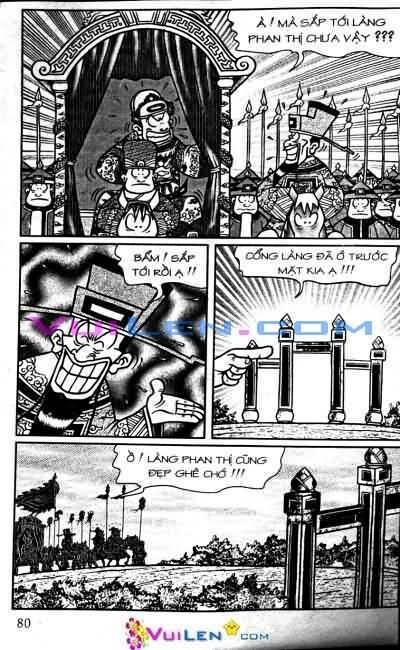 À! MÀ SẮP TỚI LÀNG
PHAN THỊ CHƯA VẬY ???
BẨM! SẮP
TỚI RỒI Ạ!!
CỔNG LÀNG ĐÃ Ở TRƯỚC
MẶT KIA Ạ!!!
VUILEN.COM
Ồ! LÀNG PHAN THỊ CŨNG
ĐẸP GHÊ CHỚ!!!
80
VUILEN.COM